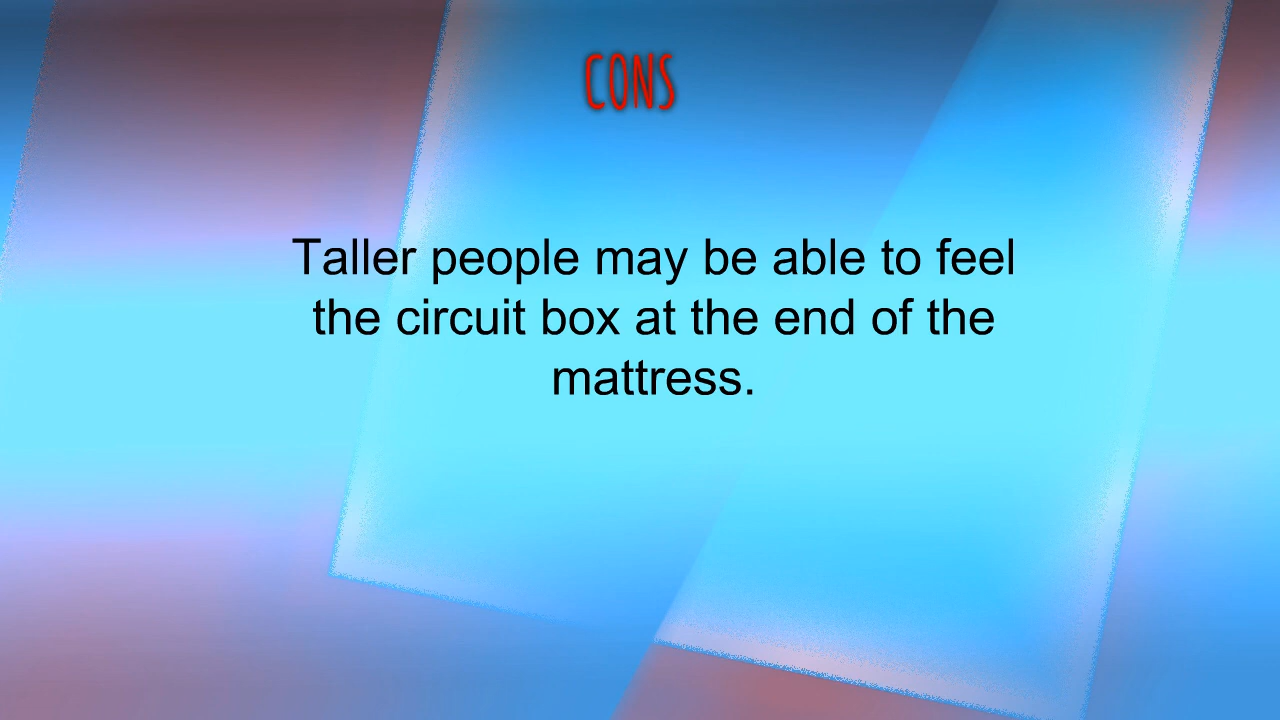 CONS
Taller people may be able to feel
the circuit box at the end of the
mattress.